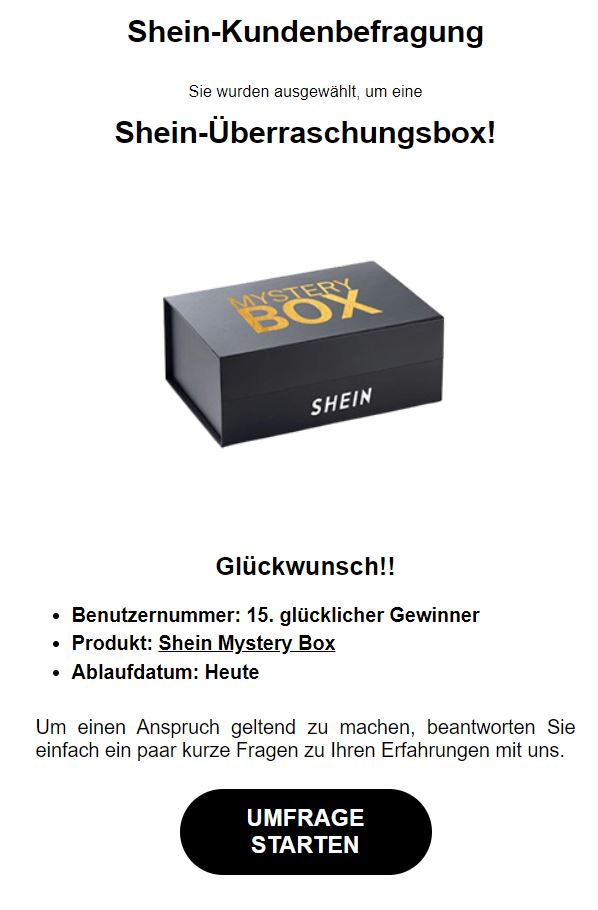 Shein-Kundenbefragung
Sie wurden ausgewählt, um eine
Shein-Überraschungsbox!
MYSTERY
BOX
SHEIN
Glückwunsch!!
• Benutzernummer: 15. glücklicher Gewinner
• Produkt: Shein Mystery Box
• Ablaufdatum: Heute
Um einen Anspruch geltend zu machen, beantworten Sie
einfach ein paar kurze Fragen zu Ihren Erfahrungen mit uns.
UMFRAGE
STARTEN